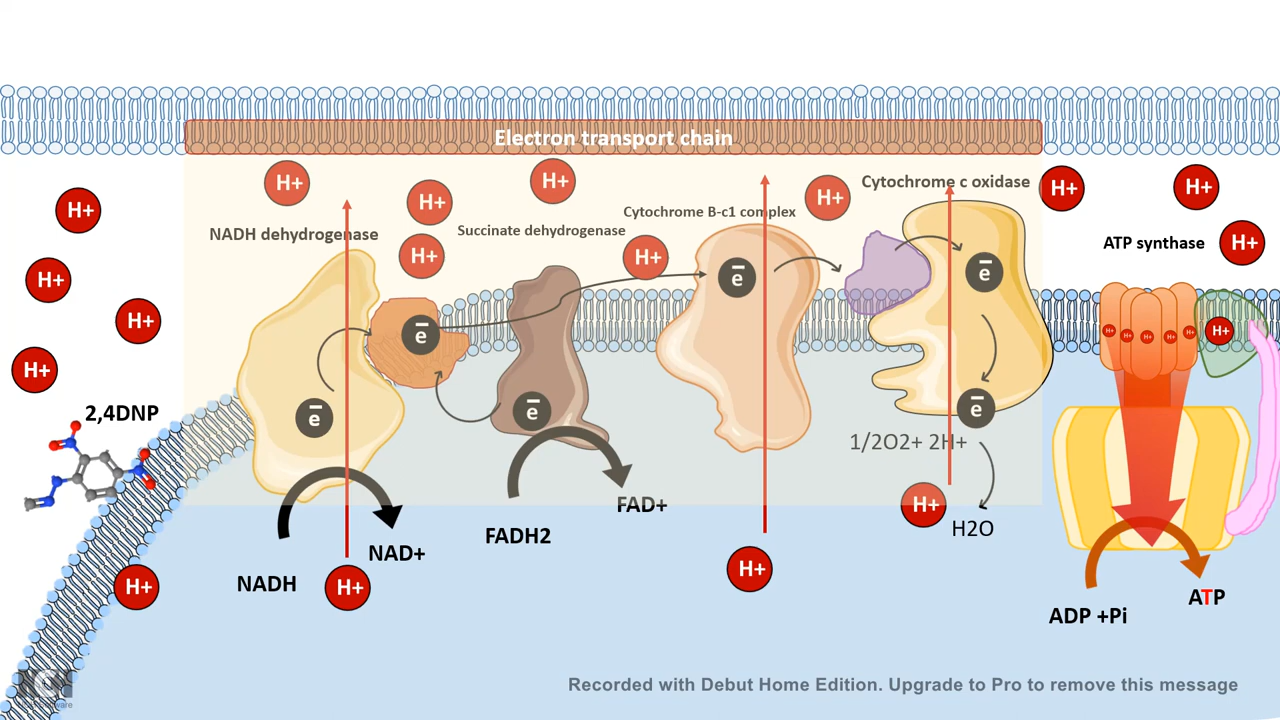 Electron transport chain
H+
H+
H+
H+
H+
H+
H+
H+
Cytochrome c oxidase
Cytochrome B-c1 complex
Succinate dehydrogenase
NADH dehydrogenase
ATP synthase
H+
H+
H+
H+
H+
H+
e̅
e̅
e̅
H+
H+
H+
H+
H+
H+
H+
2,4DNP
e̅
e̅
e̅
1/2O2+ 2H+
FAD+
H+
H2O
FADH2
NAD+
NADH
H+
H+
H+
ATP
ADP +Pi
Recorded with Debut Home Edition. Upgrade to Pro to remove this message